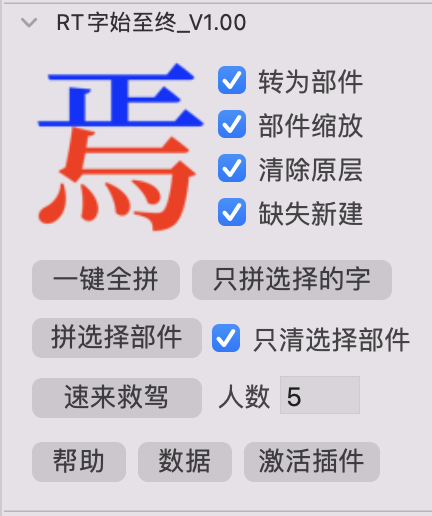 RT字始至终_V1.00
焉
转为部件
部件缩放
清除原层
缺失新建
一键全拼 只拼选择的字
拼选择部件 只清选择部件
速来救驾 人数 5
帮助 数据 激活插件